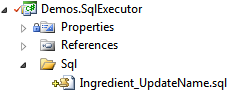 Demos.SqlExecutor
Properties
References
Sql
Ingredient_UpdateName.sql